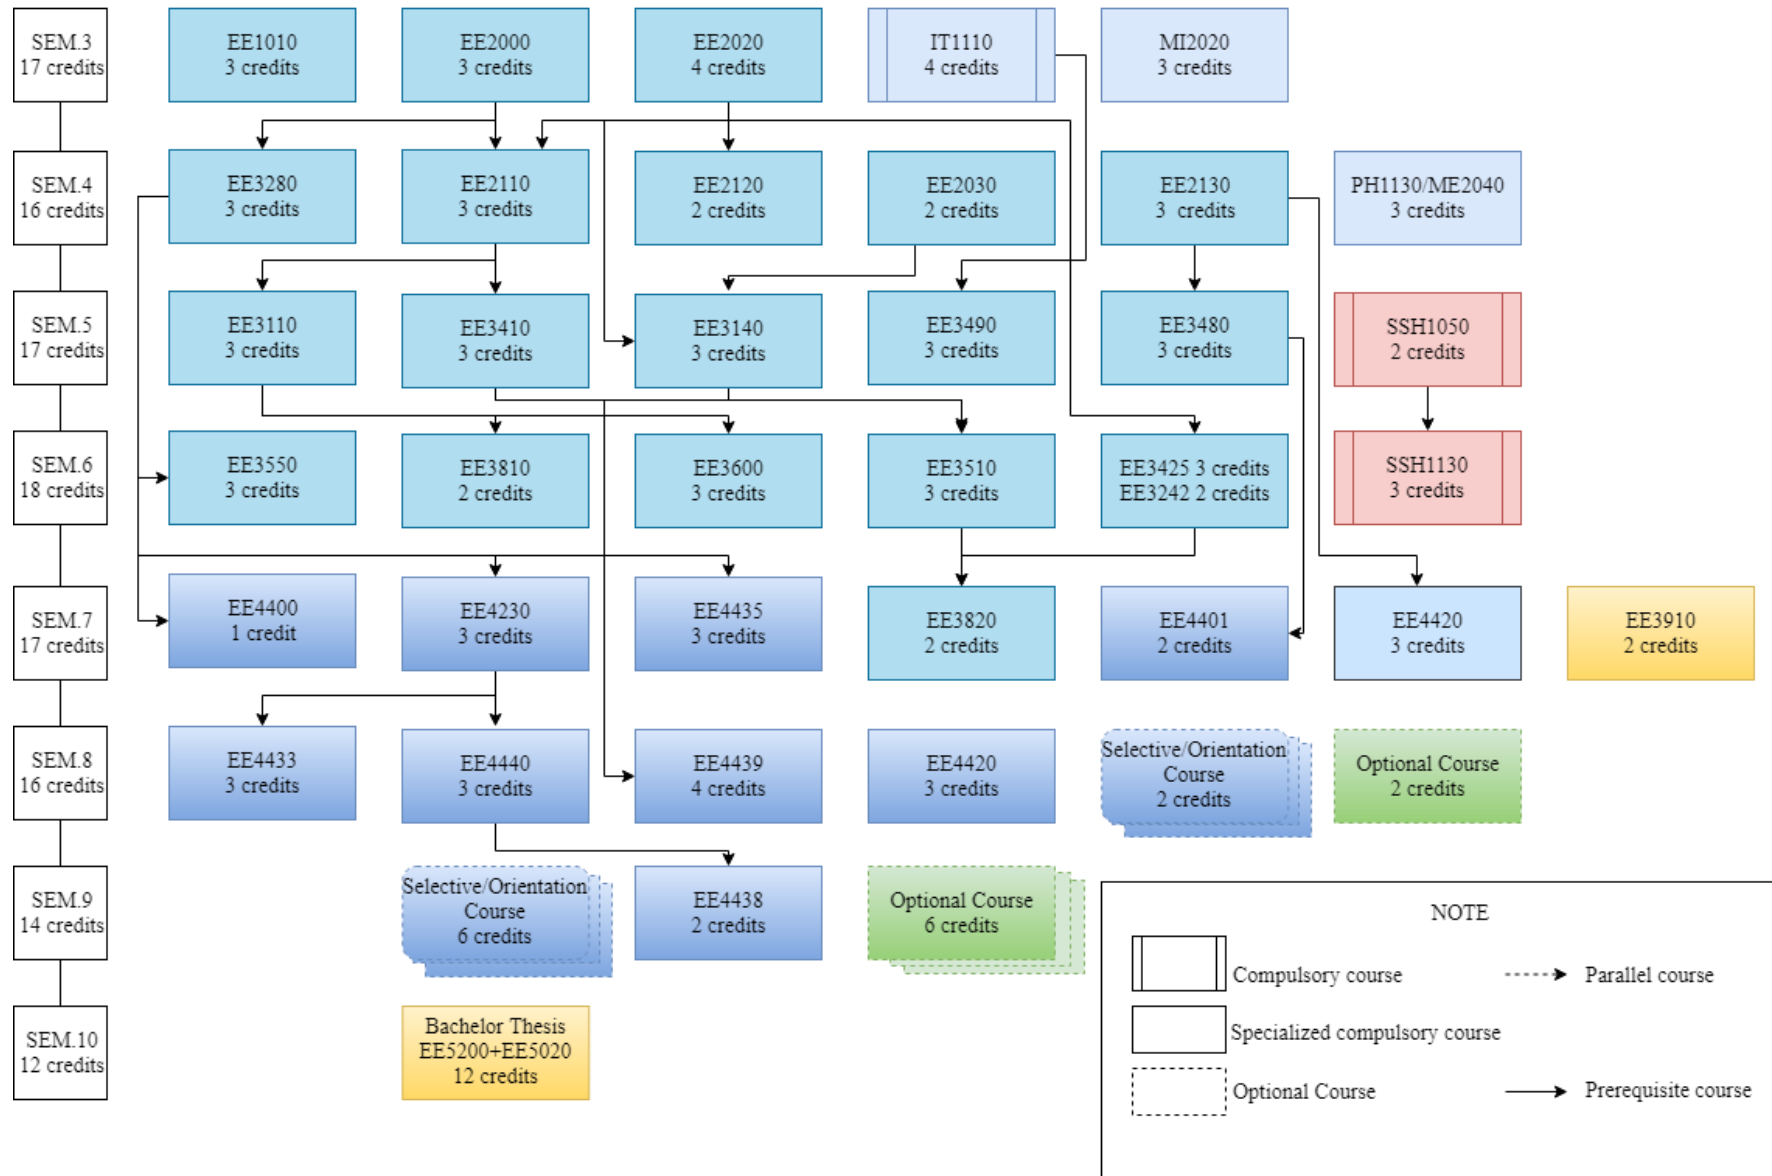 SEM.3
17 credits
EE1010
3 credits
EE2000
3 credits
EE2020
4 credits
IT1110
4 credits
MI2020
3 credits
SEM.4
16 credits
EE3280
3 credits
EE2110
3 credits
EE2120
2 credits
EE2030
2 credits
EE2130
3 credits
PH1130/ME2040
3 credits
SEM.5
17 credits
EE3110
3 credits
EE3410
3 credits
EE3140
3 credits
EE3490
3 credits
EE3480
3 credits
SSH1050
2 credits
SEM.6
18 credits
EE3550
3 credits
EE3810
2 credits
EE3600
3 credits
EE3510
3 credits
EE3425 3 credits
EE3242 2 credits
SSH1130
3 credits
SEM.7
17 credits
EE4400
1 credit
EE4230
3 credits
EE4435
3 credits
EE3820
2 credits
EE4401
2 credits
EE4420
3 credits
EE3910
2 credits
SEM.8
16 credits
EE4433
3 credits
EE4440
3 credits
EE4439
4 credits
EE4420
3 credits
Selective/Orientation
Course
2 credits
Optional Course
2 credits
SEM.9
14 credits
Selective/Orientation
Course
6 credits
EE4438
2 credits
Optional Course
6 credits
SEM.10
12 credits
Bachelor Thesis
EE5200+EE5020
12 credits
NOTE
Compulsory course
Parallel course
Specialized compulsory course
Optional Course
Prerequisite course